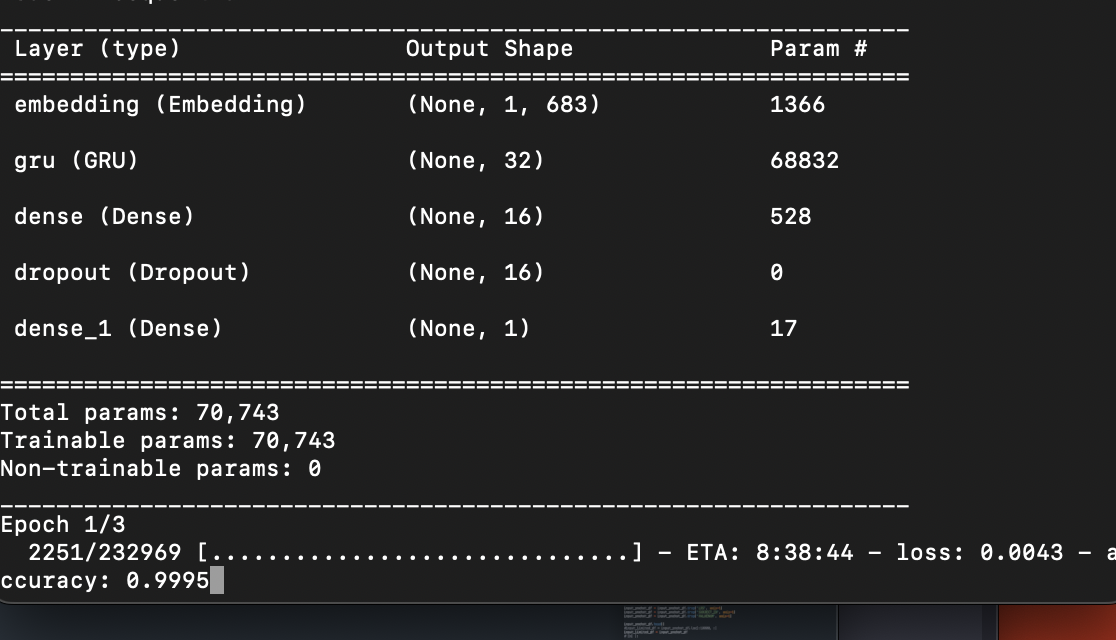 Layer (type) Output Shape Param #
embedding (Embedding) (None, 1, 683) 1366
gru (GRU) (None, 32) 68832
dense (Dense) (None, 16) 528
dropout (Dropout) (None, 16) 0
dense_1 (Dense) (None, 1) 17
Total params: 70,743
Trainable params: 70,743
Non-trainable params: 0
Epoch 1/3
2251/232969 [..............................] - ETA: 8:38:44 - loss: 0.0043 - a
ccuracy: 0.9995